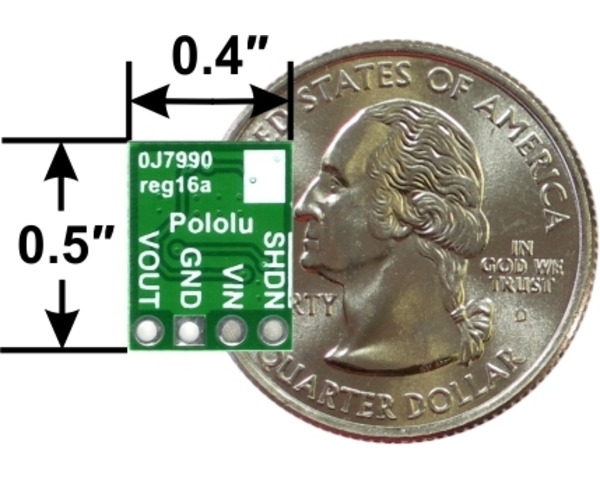 0.4″
0.5″
0J7990
reg16a
Pololu
VOUT
GND
VIN
SHDN
STATES OF AMERICA
RTY
IN
GOD WE
TRUST
D
QUARTER DOLLAR